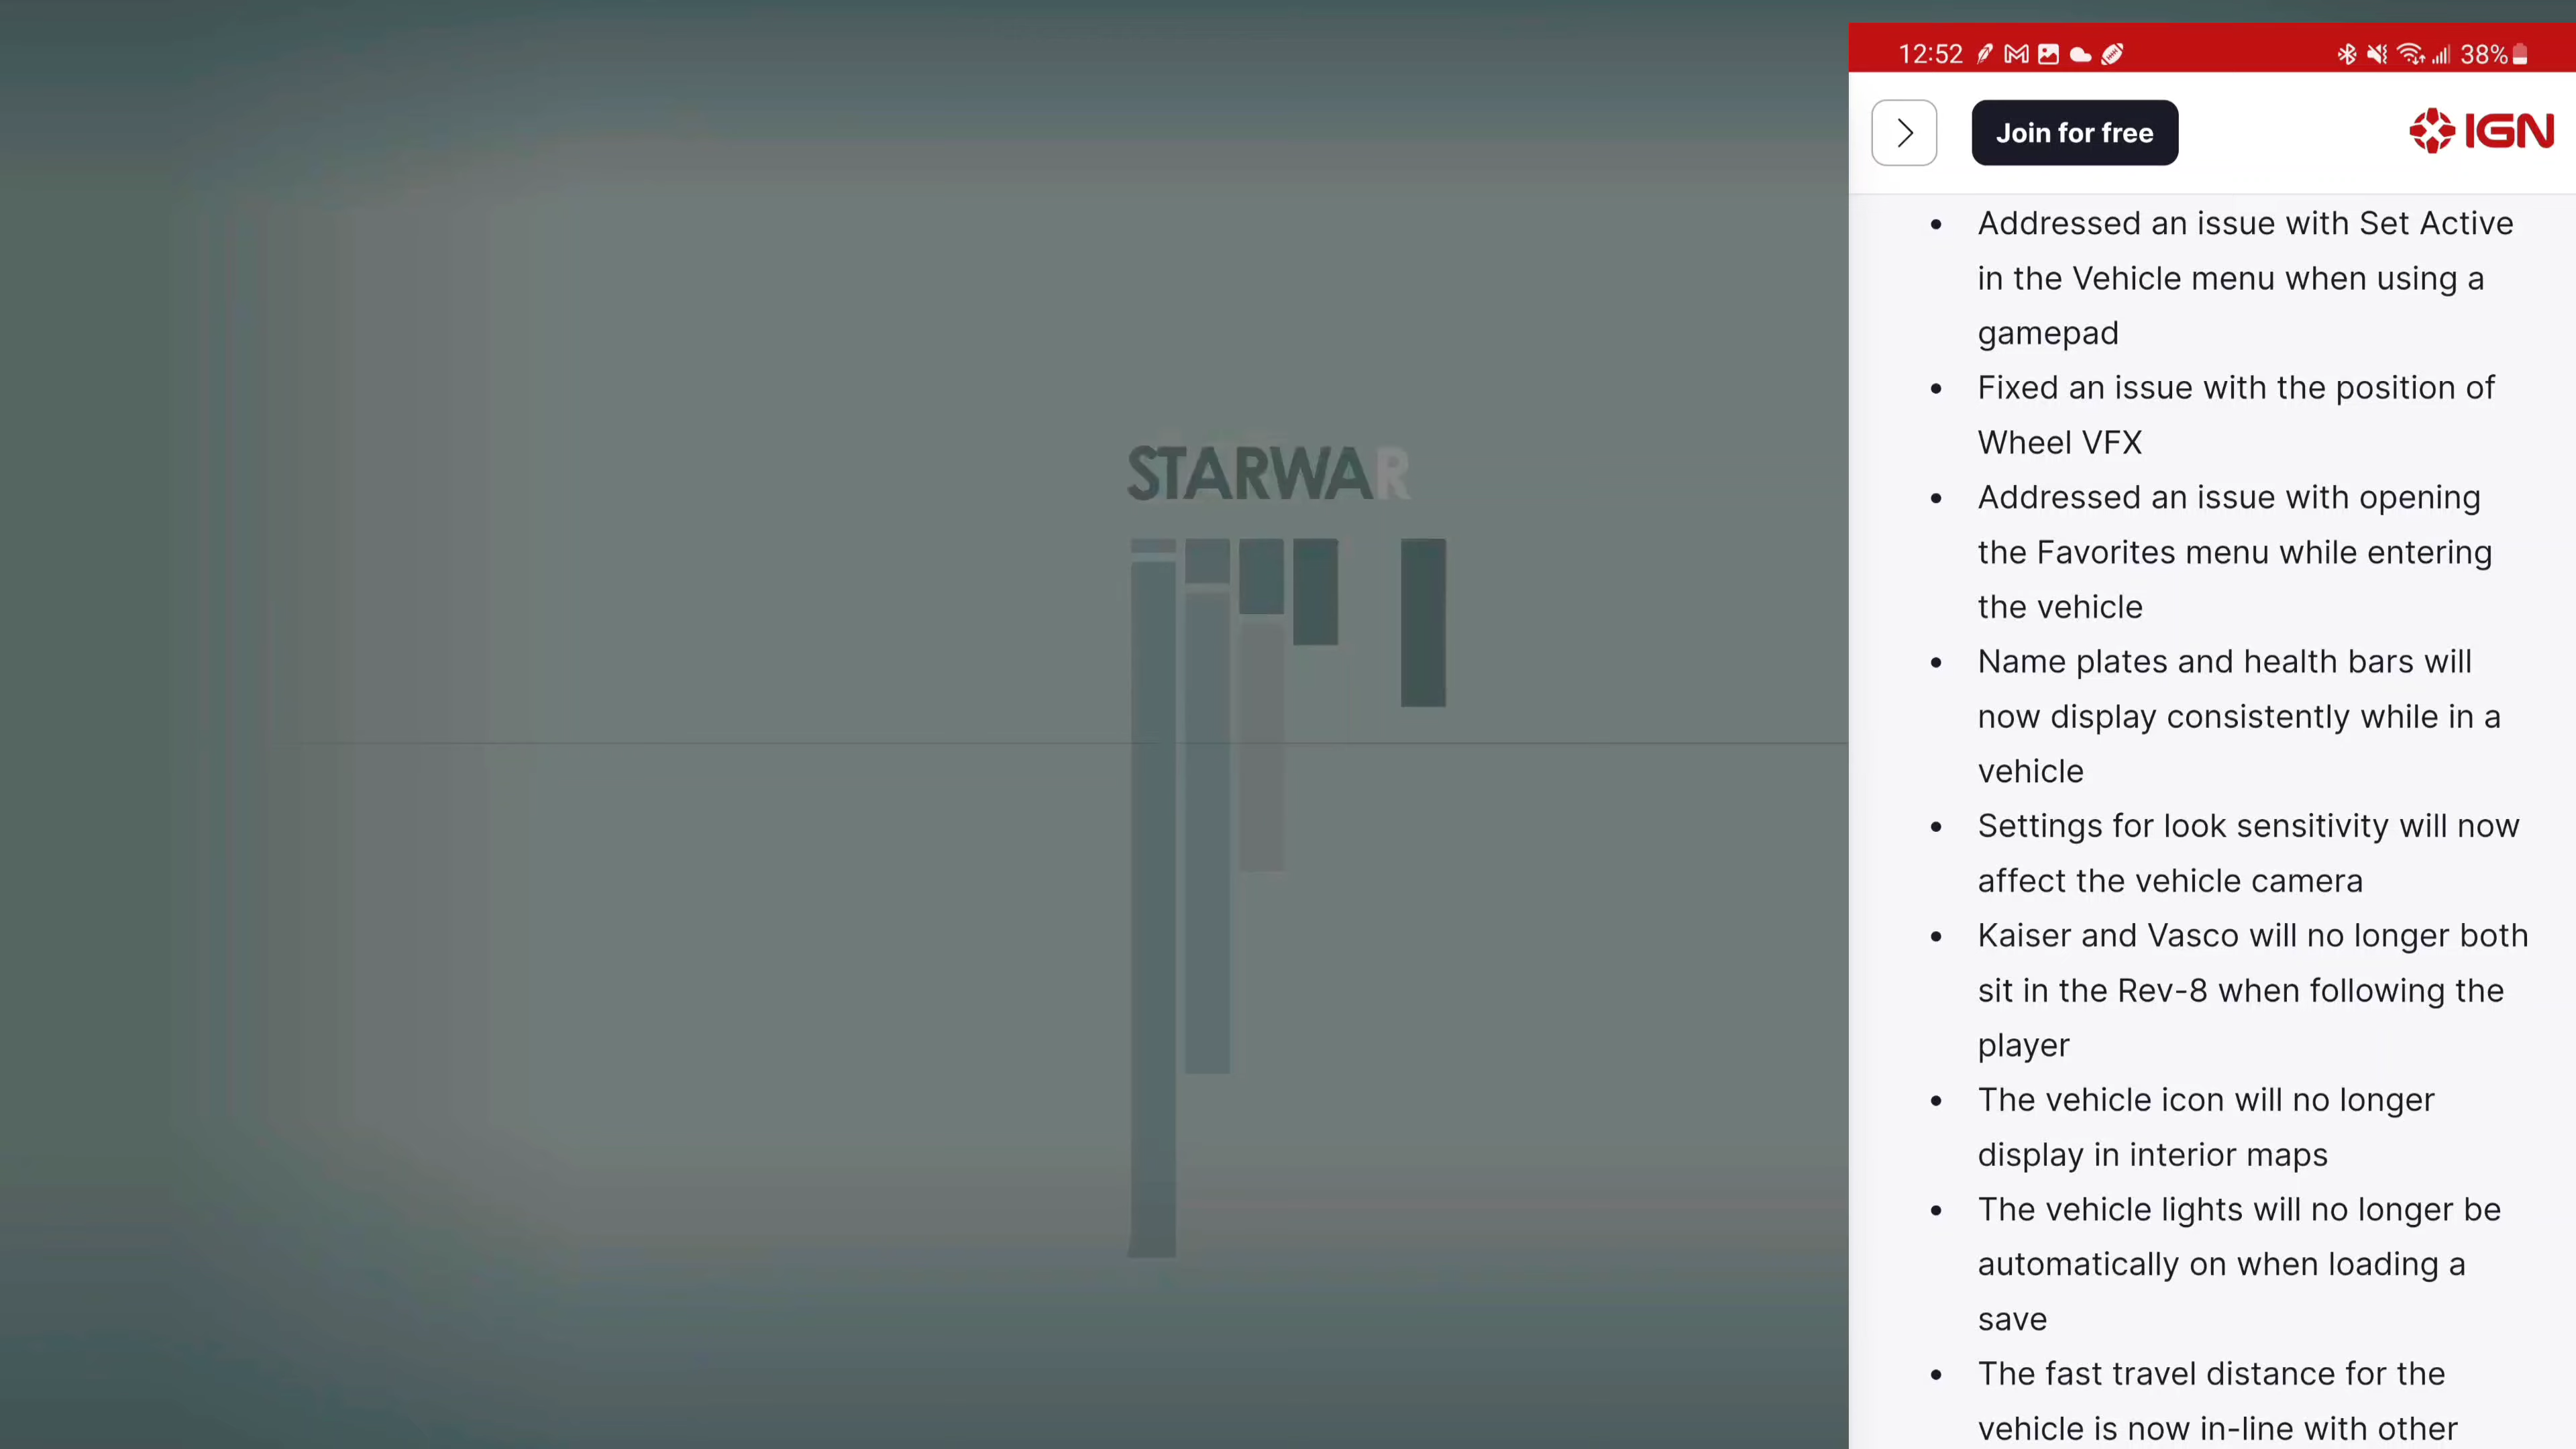 STARWAR
12:52
38%
Join for free
IGN
Addressed an issue with Set Active
in the Vehicle menu when using a
gamepad
Fixed an issue with the position of
Wheel VFX
Addressed an issue with opening
the Favorites menu while entering
the vehicle
Name plates and health bars will
now display consistently while in a
vehicle
Settings for look sensitivity will now
affect the vehicle camera
Kaiser and Vasco will no longer both
sit in the Rev-8 when following the
player
The vehicle icon will no longer
display in interior maps
The vehicle lights will no longer be
automatically on when loading a
save
The fast travel distance for the
vehicle is now in-line with other